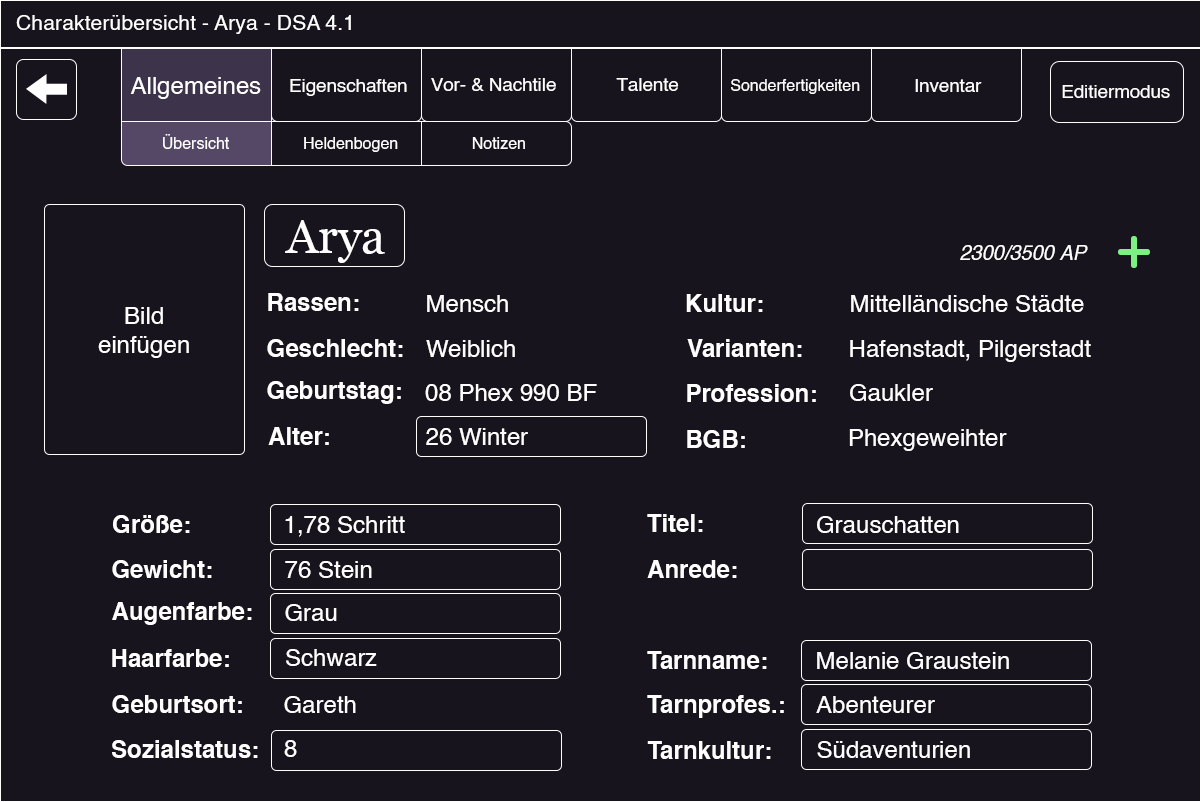 Charakterübersicht - Arya - DSA 4.1
Allgemeines
Eigenschaften
Vor- & Nachtile
Talente
Sonderfertigkeiten
Inventar
Editiermodus
Übersicht
Heldenbogen
Notizen
Bild
einfügen
Arya
2300/3500 AP
Rassen: Mensch
Kultur: Mittelländische Städte
Geschlecht: Weiblich
Varianten: Hafenstadt, Pilgerstadt
Geburtstag: 08 Phex 990 BF
Profession: Gaukler
Alter: 26 Winter
BGB: Phexgeweihter
Größe: 1,78 Schritt
Gewicht: 76 Stein
Augenfarbe: Grau
Haarfarbe: Schwarz
Geburtsort: Gareth
Sozialstatus: 8
Titel: Grauschatten
Anrede:
Tarnname: Melanie Graustein
Tarnprofes.: Abenteurer
Tarnkultur: Südaventurien